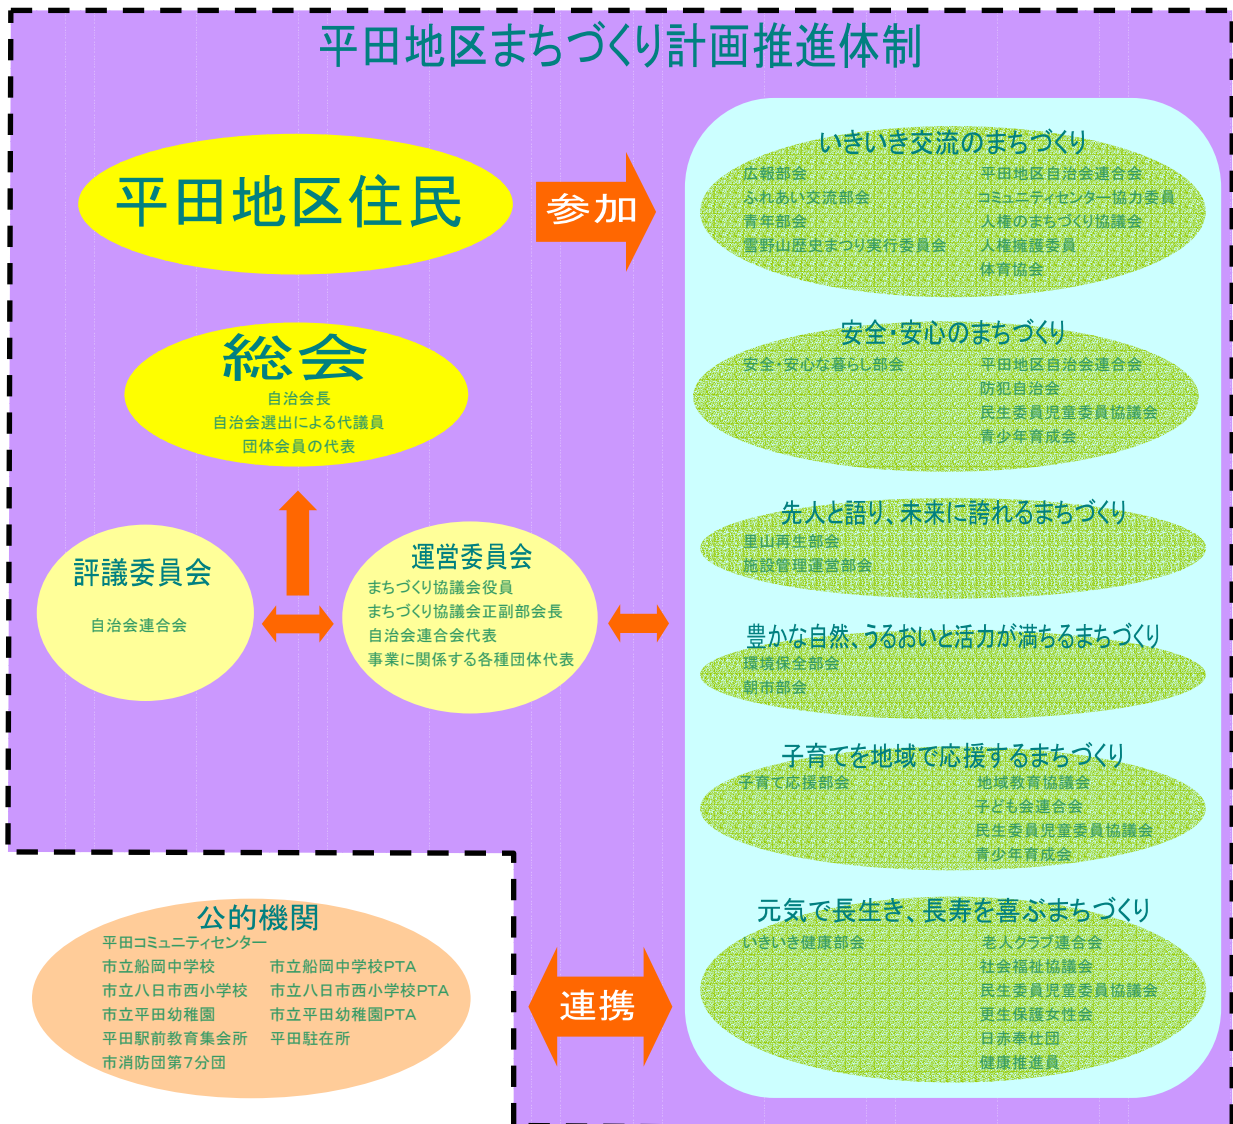 平田地区まちづくり計画推進体制
平田地区住民
参加
総会
自治会長
自治会選出による代議員
団体会員の代表
評議委員会
自治会連合会
運営委員会
まちづくり協議会役員
まちづくり協議会正副部会長
自治会連合会代表
事業に関係する各種団体代表
いきいき交流のまちづくり
広報部会
ふれあい交流部会
青年部会
雪野山歴史まつり実行委員会
平田地区自治会連合会
コミュニティセンター協力委員
人権のまちづくり協議会
人権擁護委員
体育協会
安全・安心のまちづくり
安全・安心な暮らし部会
平田地区自治会連合会
防犯自治会
民生委員児童委員協議会
青少年育成会
先人と語り、未来に誇れるまちづくり
里山再生部会
施設管理運営部会
豊かな自然、うるおいと活力が満ちるまちづくり
環境保全部会
朝市部会
子育てを地域で応援するまちづくり
子育て応援部会
地域教育協議会
子ども会連合会
民生委員児童委員協議会
青少年育成会
元気で長生き、長寿を喜ぶまちづくり
いきいき健康部会
老人クラブ連合会
社会福祉協議会
民生委員児童委員協議会
更生保護女性会
日赤奉仕団
健康推進員
公的機関
平田コミュニティセンター
市立船岡中学校
市立八日市西小学校
市立平田幼稚園
平田駅前教育集会所
市消防団第7分団
市立船岡中学校PTA
市立八日市西小学校PTA
市立平田幼稚園PTA
平田駐在所
連携